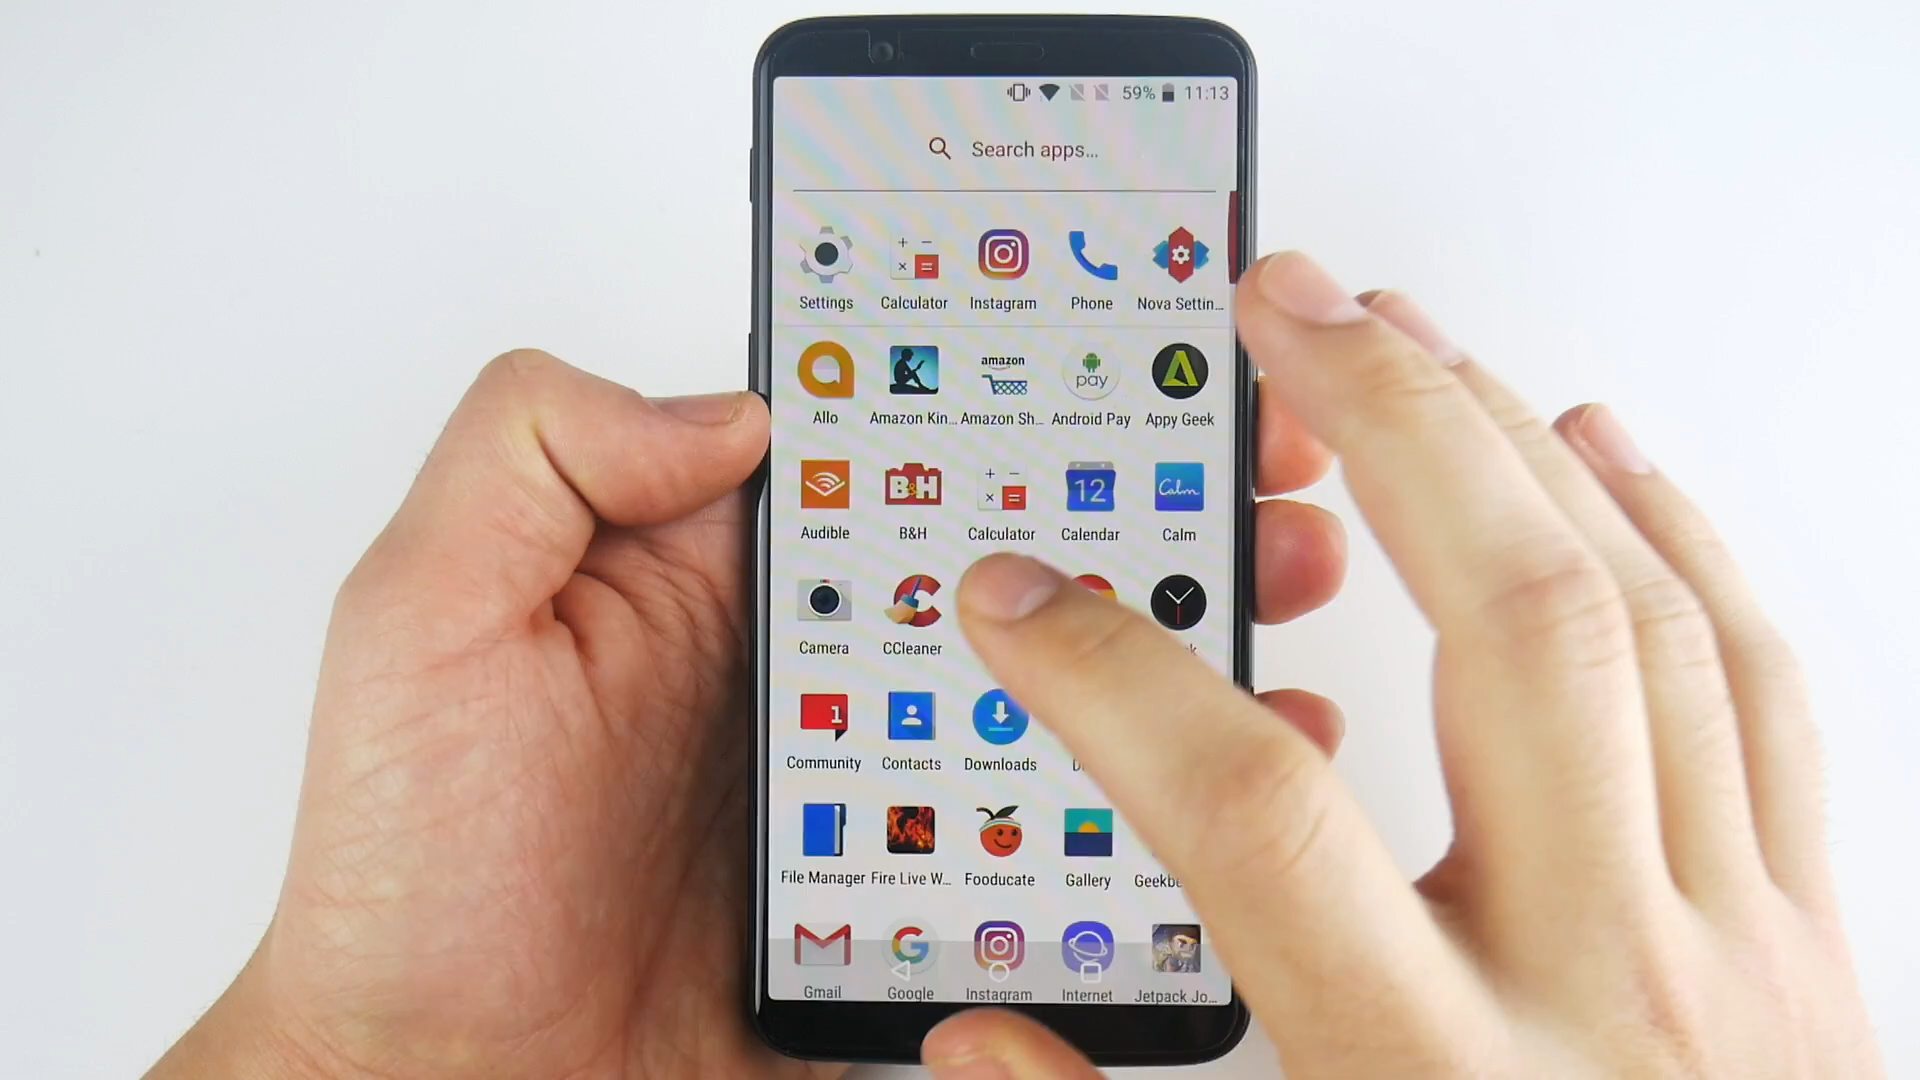 59% 11:13
Search apps...
Settings Calculator Instagram Phone Nova Settin...
amazon
pay
Allo Amazon Kin... Amazon Sh... Android Pay Appy Geek
B&H 12 Calm
Audible B&H Calculator Calendar Calm
Camera CCleaner
1
Community Contacts Downloads
File Manager Fire Live W... Fooducate Gallery
Gmail Google Instagram Internet Jetpack Jo...